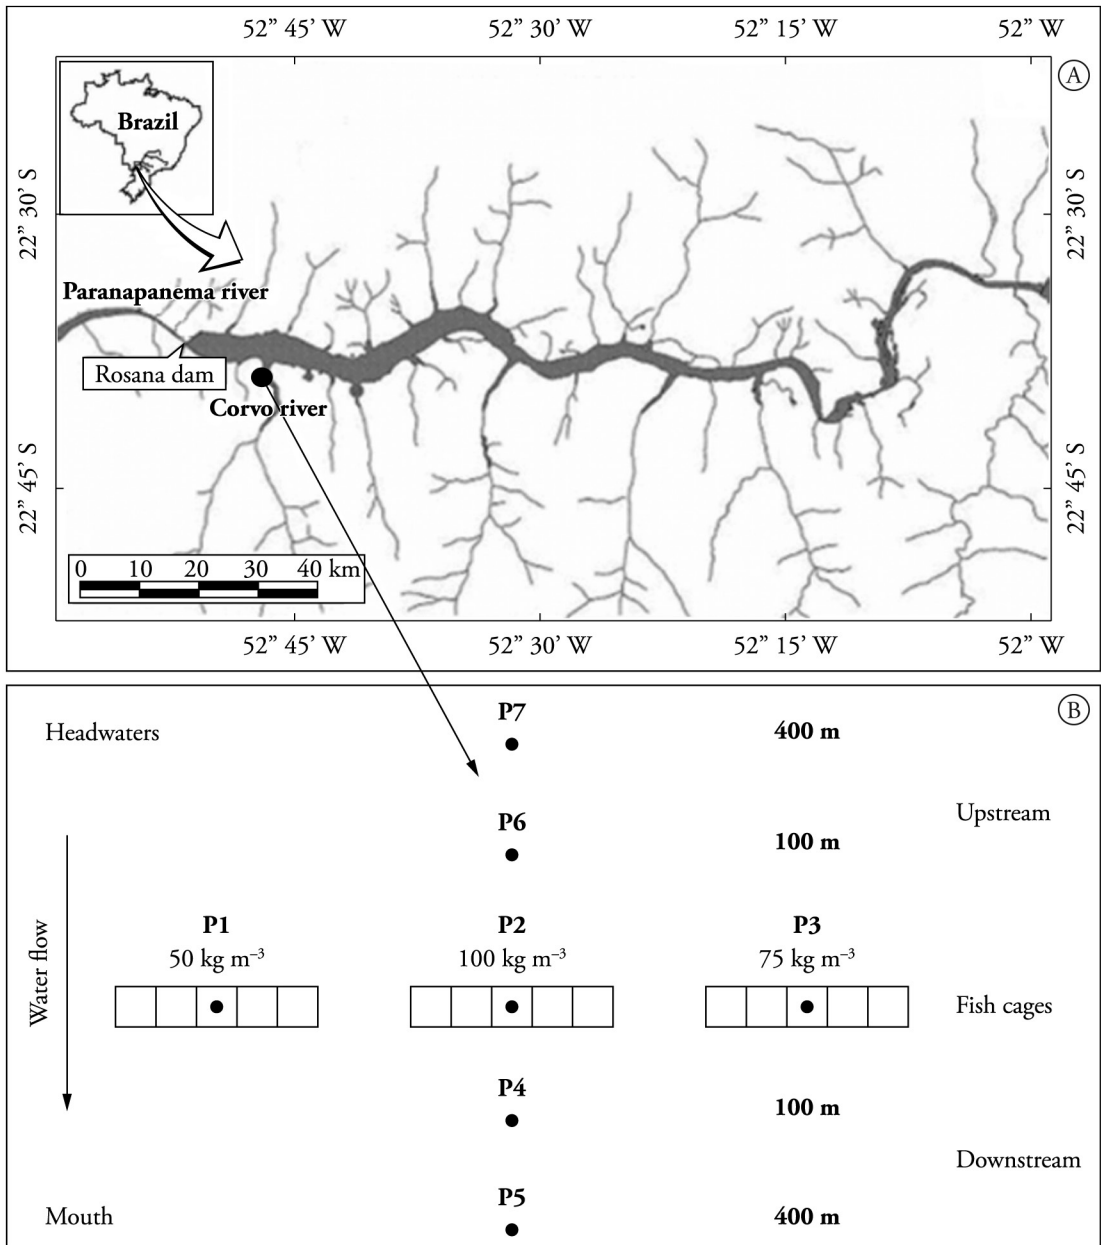 52” 45’ W 52” 30’ W 52” 15’ W 52” W
A
Brazil
22” 30’ S
22” 30’ S
Paranapanema river
Rosana dam
Corvo river
22” 45’ S
22” 45’ S
0 10 20 30 40 km
52” 45’ W 52” 30’ W 52” 15’ W 52” W
B
P7
Headwaters
400 m
Upstream
P6
100 m
P1 P2 P3
50 kg m⁻³ 100 kg m⁻³ 75 kg m⁻³
Water flow
Fish cages
P4
100 m
Downstream
P5
Mouth
400 m